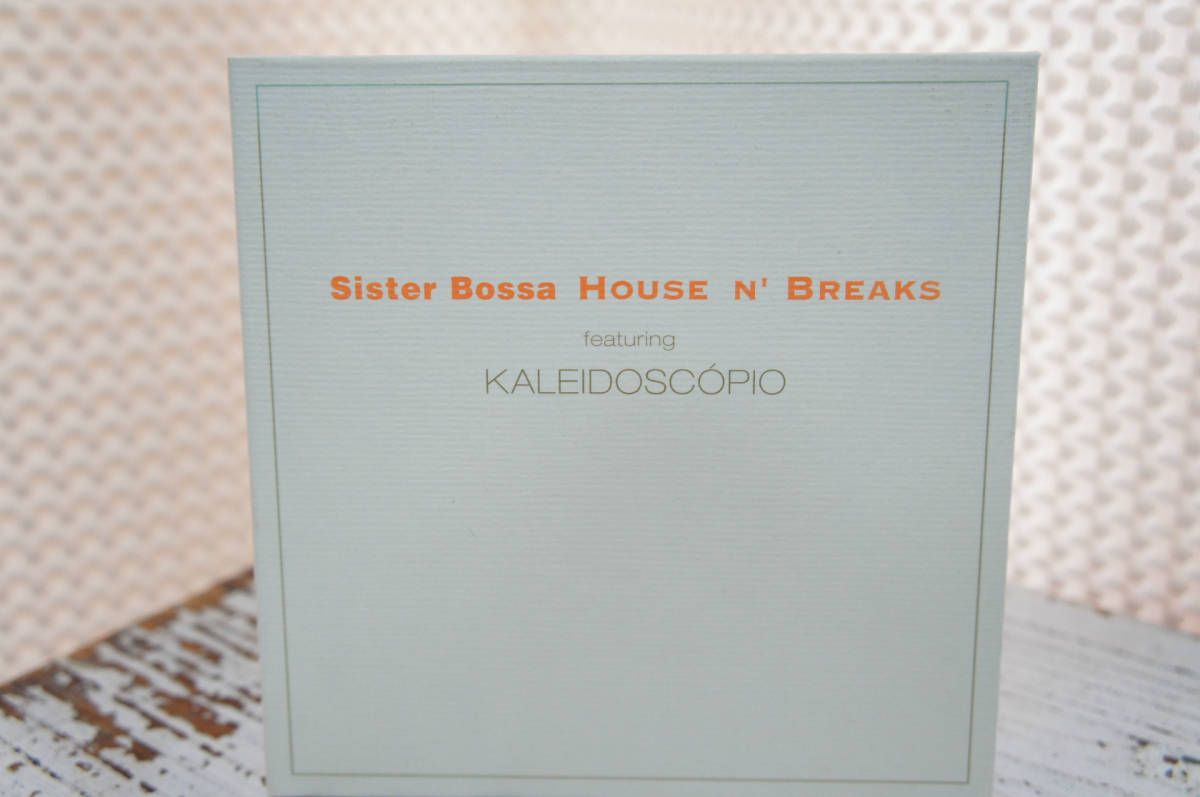 Sister Bossa HOUSE N' BREAKS
featuring
KALEIDOSCÓPIO